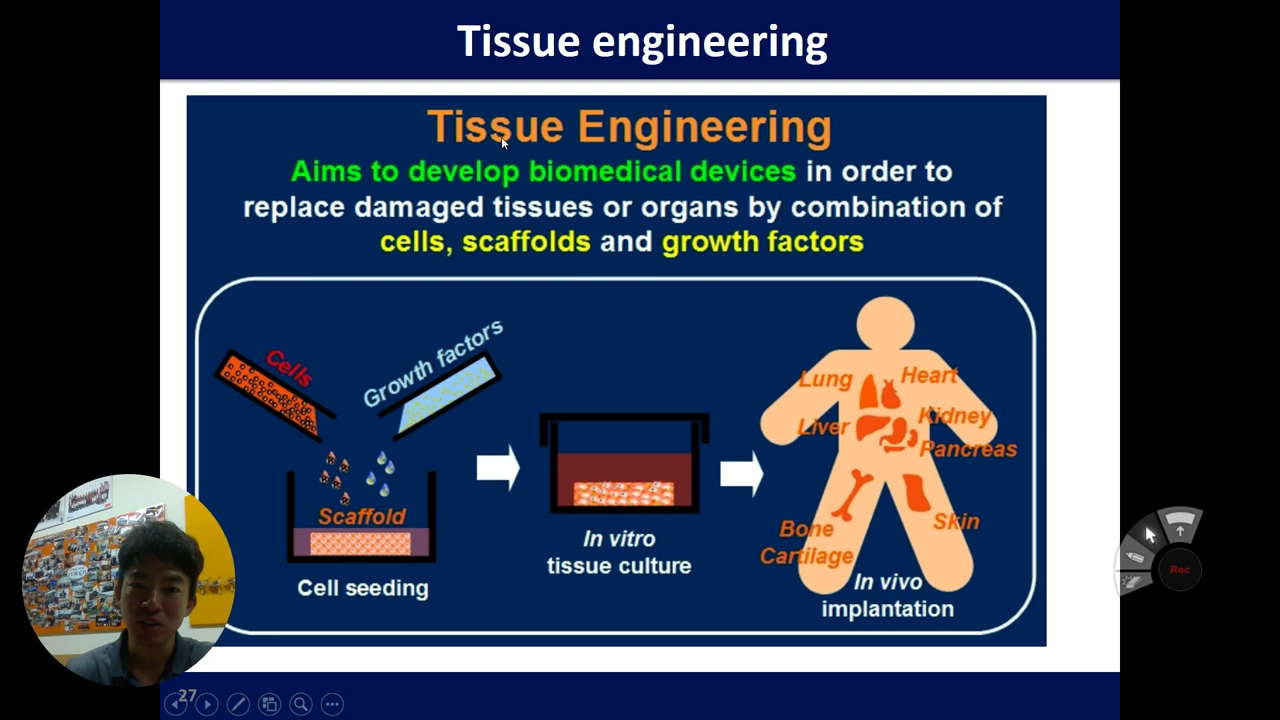 Tissue engineering
Tissue Engineering
Aims to develop biomedical devices in order to
replace damaged tissues or organs by combination of
cells, scaffolds and growth factors
Cells
Growth factors
Scaffold
Cell seeding
In vitro
tissue culture
Lung
Heart
Liver
Kidney
Pancreas
Bone
Cartilage
Skin
In vivo
implantation
Rec
27